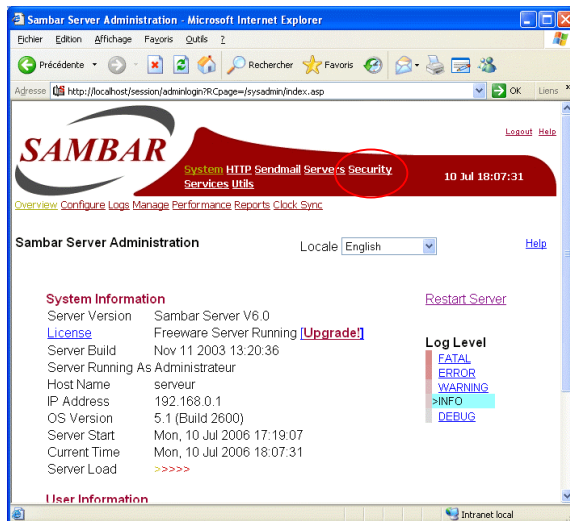 Sambar Server Administration - Microsoft Internet Explorer
Fichier Edition Affichage Favoris Outils ?
Précédente Rechercher Favoris
Adresse http://localhost/session/adminlogin?RCpage=/sysadmin/index.asp OK Liens »
Logout Help
SAMBAR
System HTTP Sendmail Servers Security
Services Utils
10 Jul 18:07:31
Overview Configure Logs Manage Performance Reports Clock Sync
Sambar Server Administration Locale English Help
System Information Restart Server
Server Version Sambar Server V6.0
License Freeware Server Running [Upgrade!]
Server Build Nov 11 2003 13:20:36
Server Running As Administrateur
Host Name serveur
IP Address 192.168.0.1
OS Version 5.1 (Build 2600)
Server Start Mon, 10 Jul 2006 17:19:07
Current Time Mon, 10 Jul 2006 18:07:31
Server Load >>>>>
Log Level
FATAL
ERROR
WARNING
>INFO
DEBUG
User Information
Intranet local